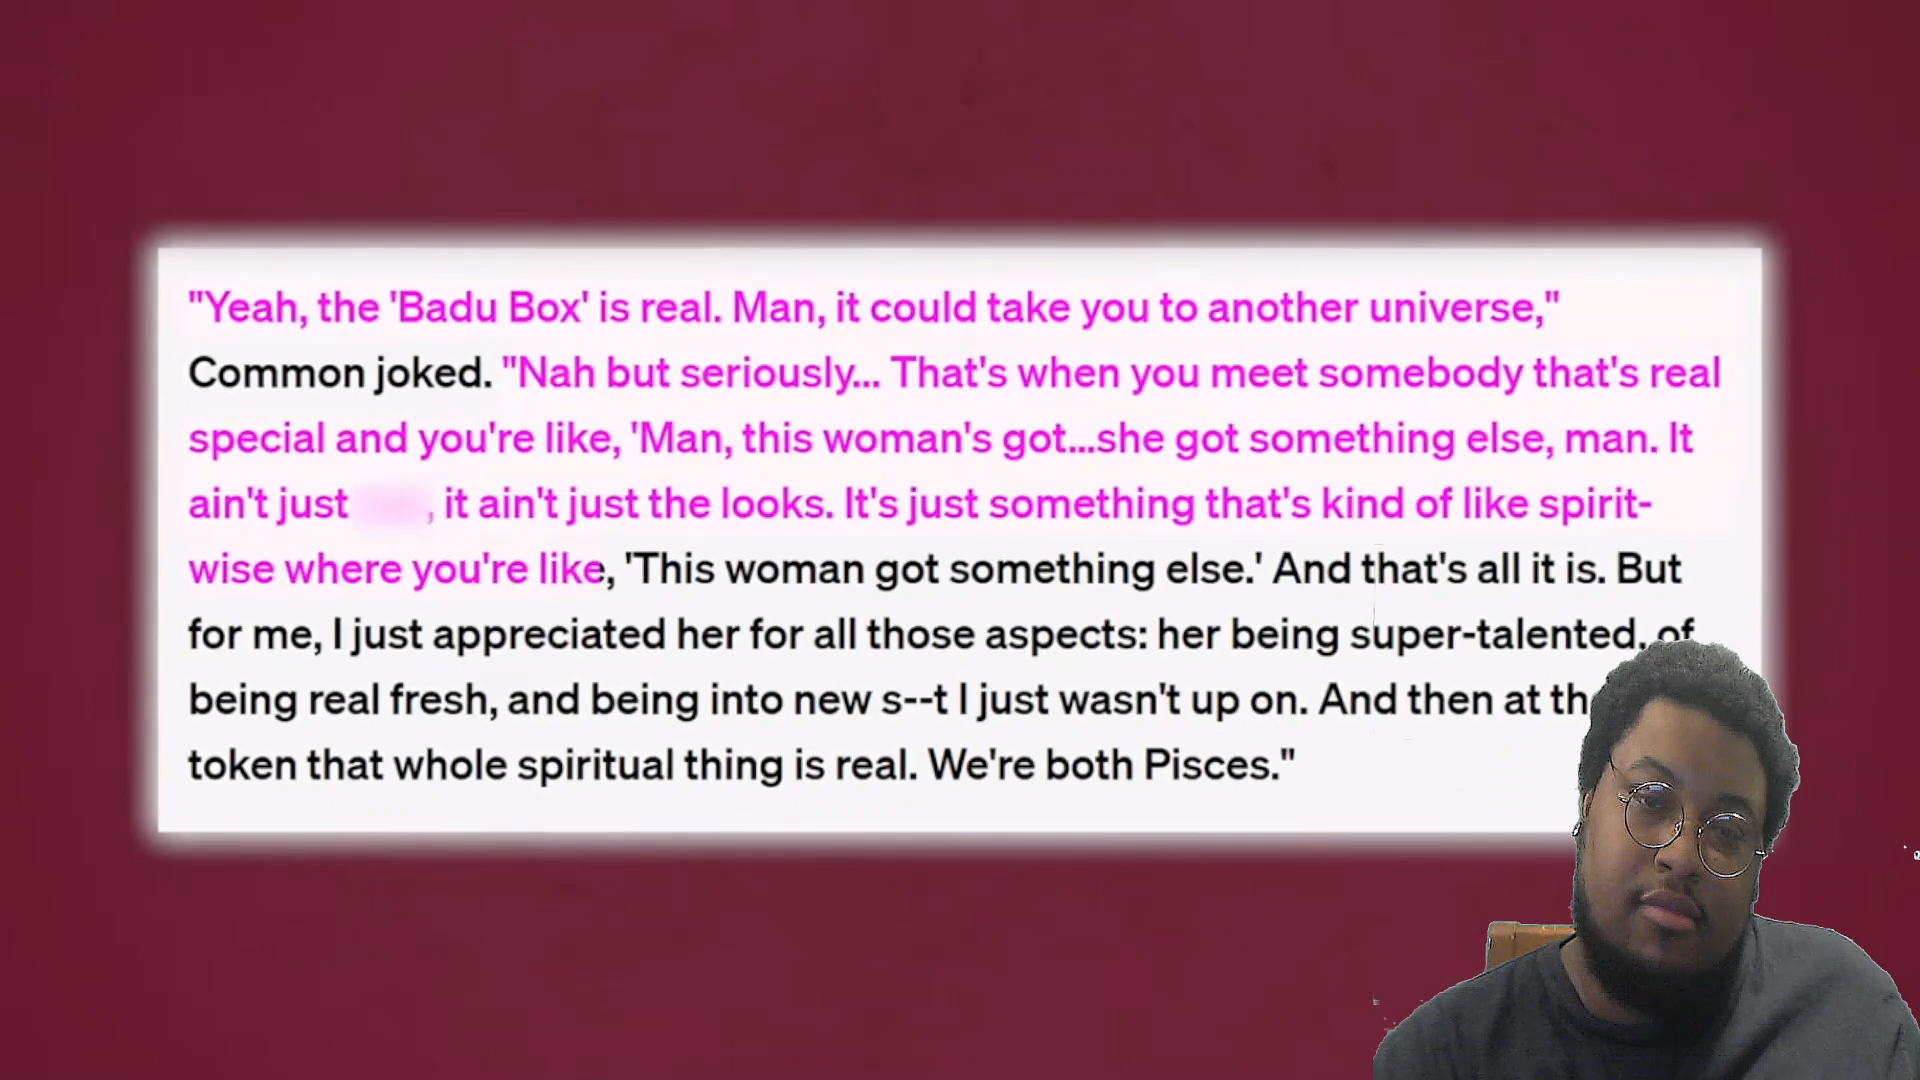 "Yeah, the 'Badu Box' is real. Man, it could take you to another universe,"
Common joked. "Nah but seriously... That's when you meet somebody that's real
special and you're like, 'Man, this woman's got...she got something else, man. It
ain't just , it ain't just the looks. It's just something that's kind of like spirit-
wise where you're like, 'This woman got something else.' And that's all it is. But
for me, I just appreciated her for all those aspects: her being super-talented, of
being real fresh, and being into new s--t I just wasn't up on. And then at
token that whole spiritual thing is real. We're both Pisces."